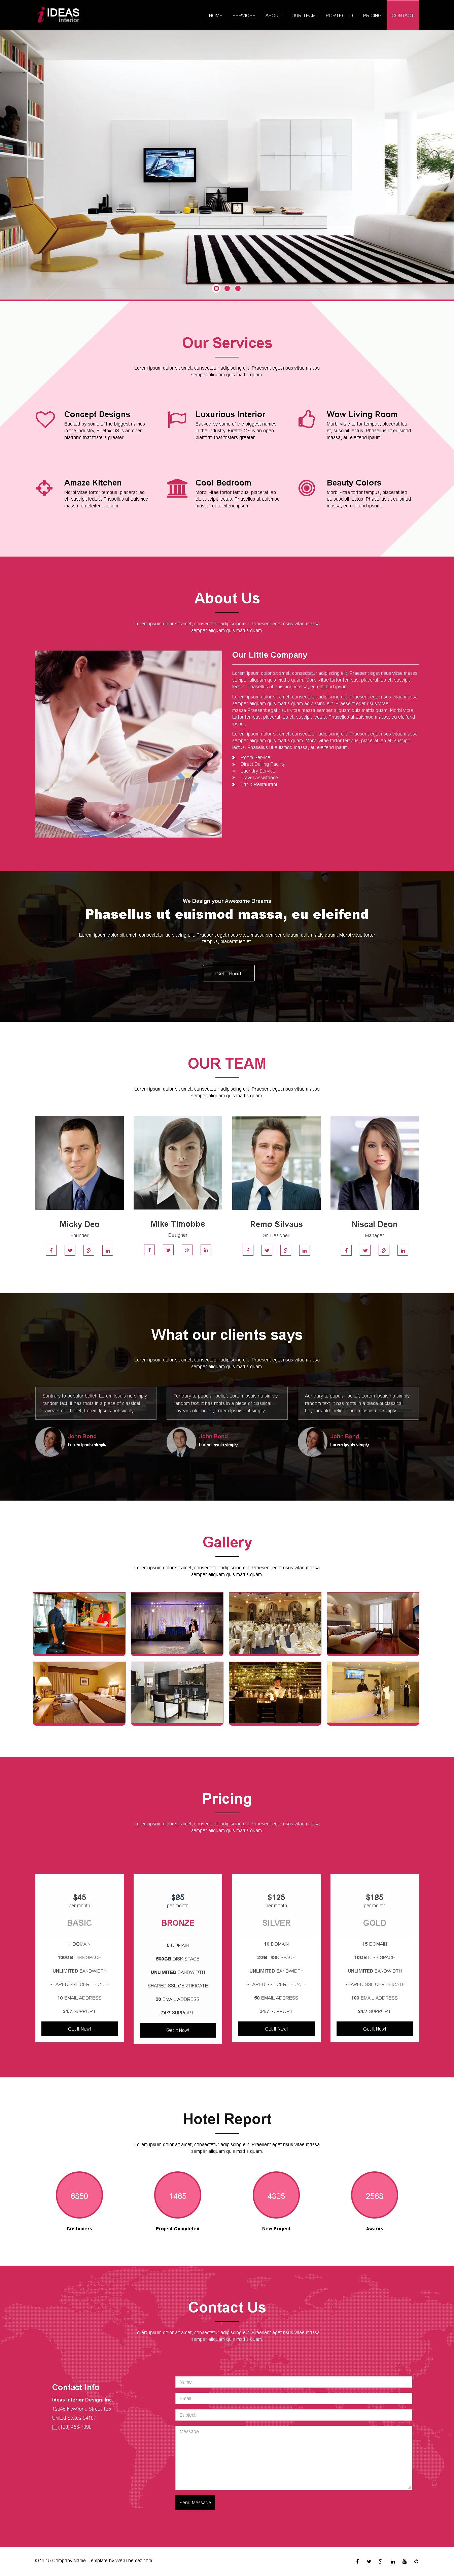 iDEAS
Interior
HOME SERVICES ABOUT OUR TEAM PORTFOLIO PRICING CONTACT
Our Services
Lorem ipsum dolor sit amet, consectetur adipiscing elit. Praesent eget risus vitae massa
semper aliquam quis mattis quam.
Concept Designs
Backed by some of the biggest names
in the industry, Firefox OS is an open
platform that fosters greater
Luxurious Interior
Backed by some of the biggest names
in the industry, Firefox OS is an open
platform that fosters greater
Wow Living Room
Morbi vitae tortor tempus, placerat leo
et, suscipit lectus. Phasellus ut euismod
massa, eu eleifend ipsum.
Amaze Kitchen
Morbi vitae tortor tempus, placerat leo
et, suscipit lectus. Phasellus ut euismod
massa, eu eleifend ipsum.
Cool Bedroom
Morbi vitae tortor tempus, placerat leo
et, suscipit lectus. Phasellus ut euismod
massa, eu eleifend ipsum.
Beauty Colors
Morbi vitae tortor tempus, placerat leo
et, suscipit lectus. Phasellus ut euismod
massa, eu eleifend ipsum.
About Us
Lorem ipsum dolor sit amet, consectetur adipiscing elit. Praesent eget risus vitae massa
semper aliquam quis mattis quam.
Our Little Company
Lorem ipsum dolor sit amet, consectetur adipiscing elit. Praesent eget risus vitae massa
semper aliquam quis mattis quam. Morbi vitae tortor tempus, placerat leo et, suscipit
lectus. Phasellus ut euismod massa, eu eleifend ipsum.
Lorem ipsum dolor sit amet, consectetur adipiscing elit. Praesent eget risus vitae massa
semper aliquam quis mattis quam adipiscing elit. Praesent eget risus vitae
massa.Praesent eget risus vitae massa semper aliquam quis mattis quam. Morbi vitae
tortor tempus, placerat leo et, suscipit lectus. Phasellus ut euismod massa, eu eleifend
ipsum.
Lorem ipsum dolor sit amet, consectetur adipiscing elit. Praesent eget risus vitae massa
semper aliquam quis mattis quam. Morbi vitae tortor tempus, placerat leo et, suscipit
lectus. Phasellus ut euismod massa, eu eleifend ipsum.
Room Service
Direct Dialing Facility
Laundry Service
Travel Assistance
Bar & Restaurant
We Design your Awesome Dreams
Phasellus ut euismod massa, eu eleifend
Lorem ipsum dolor sit amet, consectetur adipiscing elit. Praesent eget risus vitae massa semper aliquam quis mattis quam. Morbi vitae tortor
tempus, placerat leo et.
Get it Now!
OUR TEAM
Lorem ipsum dolor sit amet, consectetur adipiscing elit. Praesent eget risus vitae massa
semper aliquam quis mattis quam.
Micky Deo
Founder
Mike Timobbs
Designer
Remo Silvaus
Sr. Designer
Niscal Deon
Manager
What our clients says
Lorem ipsum dolor sit amet, consectetur adipiscing elit. Praesent eget risus vitae massa
semper aliquam quis mattis quam.
Sontrary to popular belief, Lorem Ipsum no simply
random text. It has roots in a piece of classical
Layears old. belief, Lorem Ipsum not simply
John Bond
Lorem Ipsum simply
Tontrary to popular belief, Lorem Ipsum no simply
random text. It has roots in a piece of classical
Layears old. belief, Lorem Ipsum not simply
John Bond
Lorem Ipsum simply
Aontrary to popular belief, Lorem Ipsum no simply
random text. It has roots in a piece of classical
Layears old. belief, Lorem Ipsum not simply
John Bond
Lorem Ipsum simply
Gallery
Lorem ipsum dolor sit amet, consectetur adipiscing elit. Praesent eget risus vitae massa
semper aliquam quis mattis quam.
Pricing
Lorem ipsum dolor sit amet, consectetur adipiscing elit. Praesent eget risus vitae massa
semper aliquam quis mattis quam.
$45
per month
BASIC
1 DOMAIN
100GB DISK SPACE
UNLIMITED BANDWIDTH
SHARED SSL CERTIFICATE
10 EMAIL ADDRESS
24/7 SUPPORT
Get It Now!
$85
per month
BRONZE
5 DOMAIN
500GB DISK SPACE
UNLIMITED BANDWIDTH
SHARED SSL CERTIFICATE
30 EMAIL ADDRESS
24/7 SUPPORT
Get It Now!
$125
per month
SILVER
10 DOMAIN
2GB DISK SPACE
UNLIMITED BANDWIDTH
SHARED SSL CERTIFICATE
50 EMAIL ADDRESS
24/7 SUPPORT
Get It Now!
$185
per month
GOLD
15 DOMAIN
10GB DISK SPACE
UNLIMITED BANDWIDTH
SHARED SSL CERTIFICATE
100 EMAIL ADDRESS
24/7 SUPPORT
Get It Now!
Hotel Report
Lorem ipsum dolor sit amet, consectetur adipiscing elit. Praesent eget risus vitae massa
semper aliquam quis mattis quam.
6850
Customers
1465
Project Completed
4325
New Project
2568
Awards
Contact Us
Lorem ipsum dolor sit amet, consectetur adipiscing elit. Praesent eget risus vitae massa
semper aliquam quis mattis quam.
Contact Info
Ideas Interior Design, Inc.
12345 NewYork, Street 125
United States 94107
P: (123) 456-7890
Name
Email
Subject
Message
Send Message
© 2015 Company Name. Template by WebThemez.com